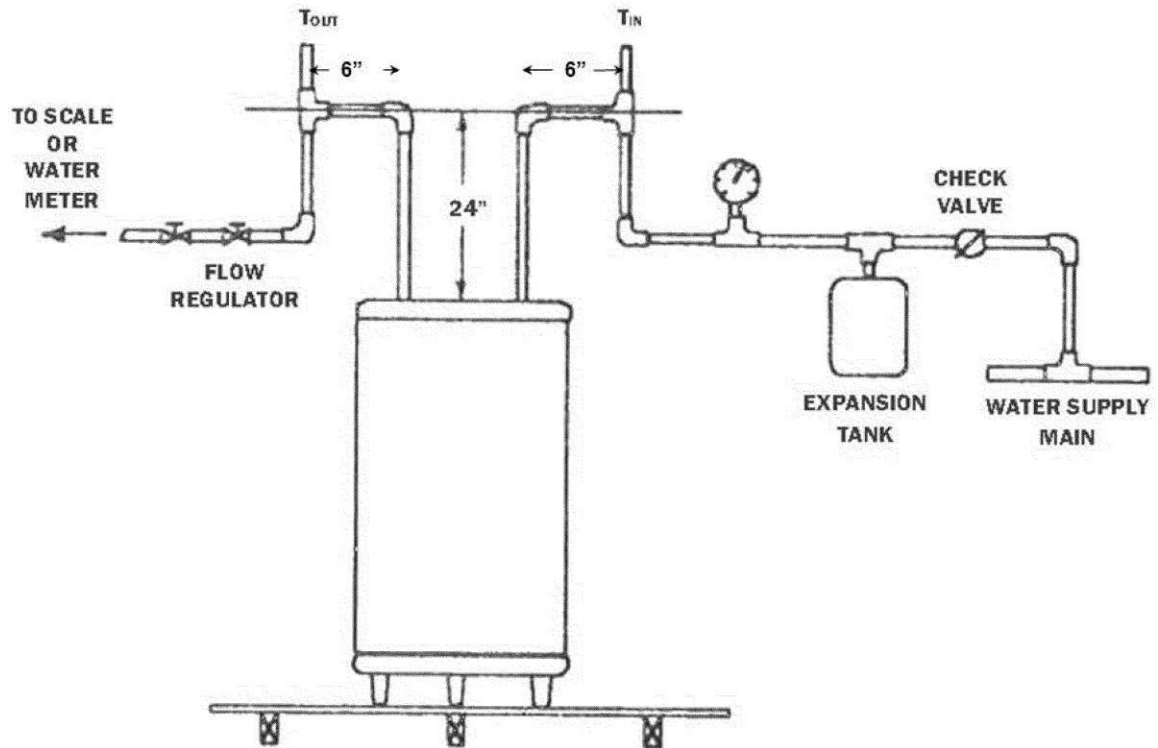 TOUT
TIN
6”
6”
TO SCALE
OR
WATER
METER
24”
FLOW
REGULATOR
CHECK
VALVE
EXPANSION
TANK
WATER SUPPLY
MAIN